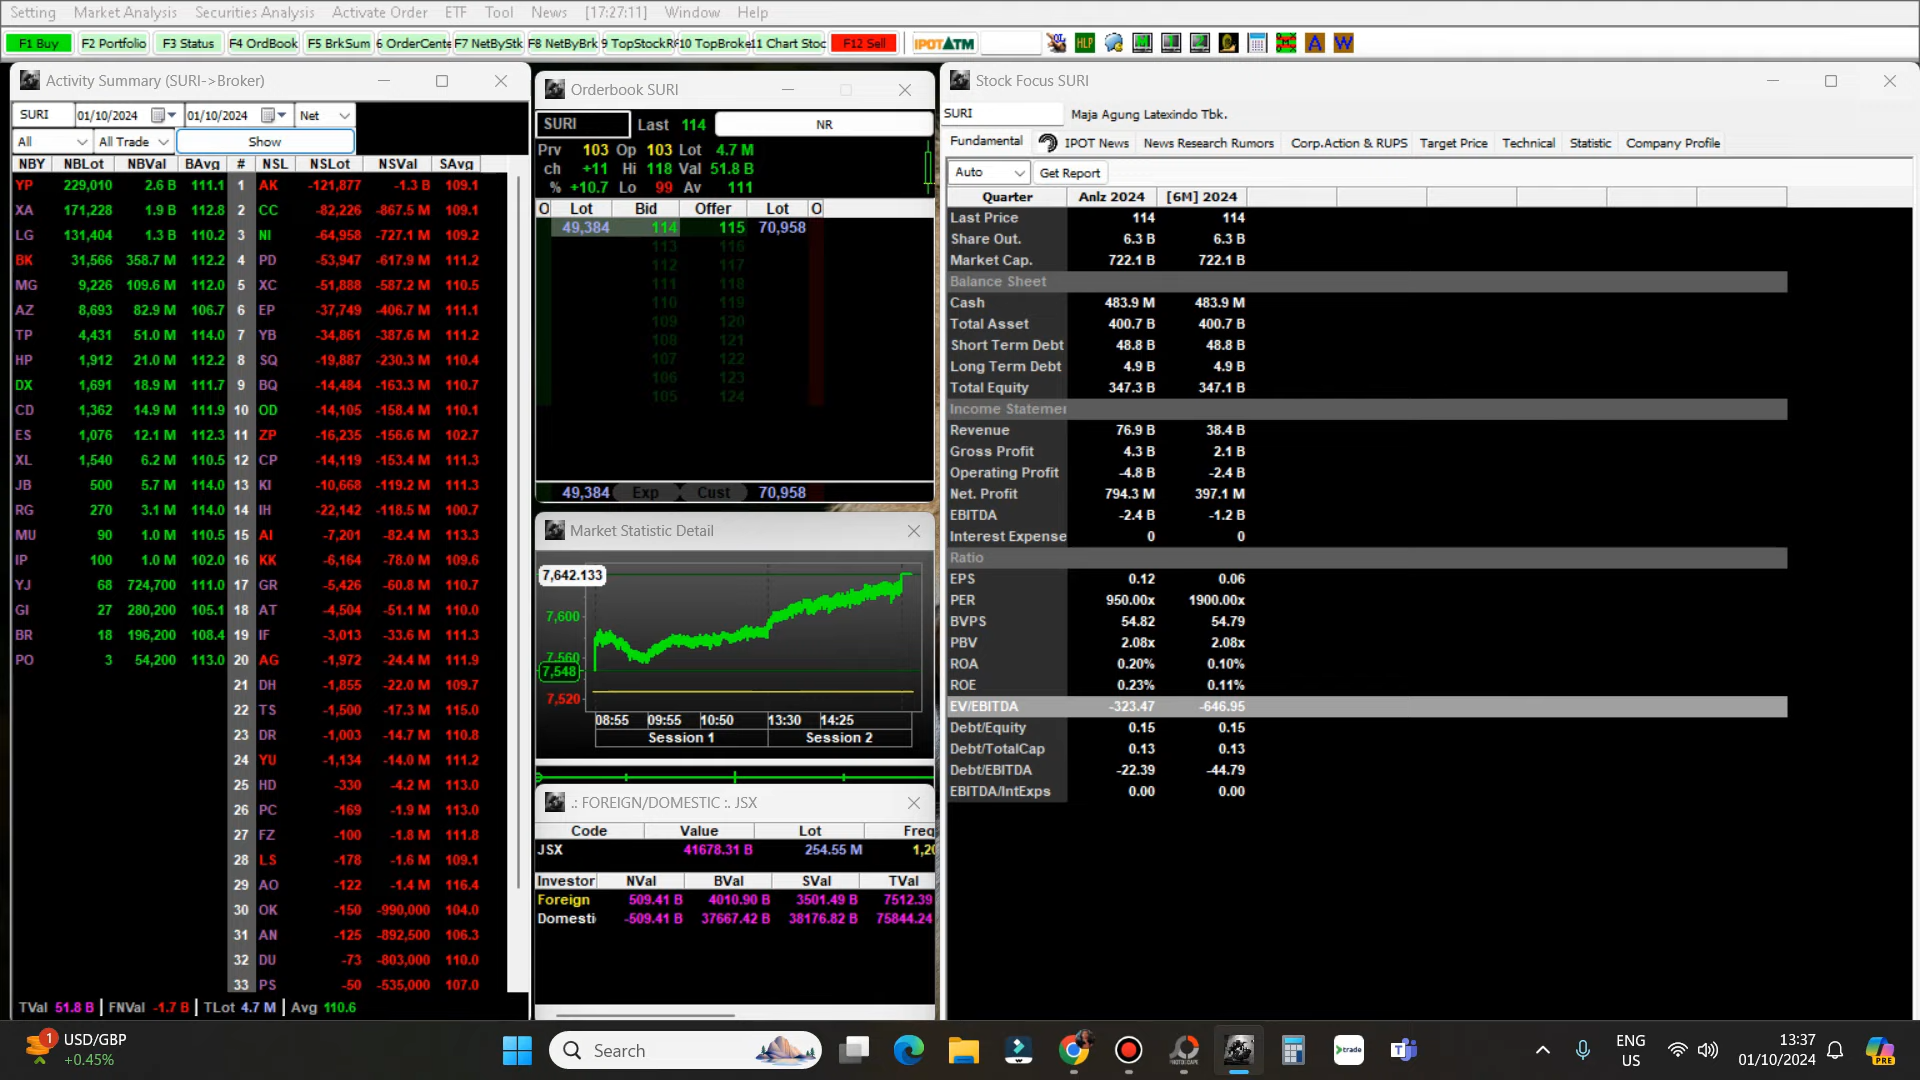 Setting Market Analysis Securities Analysis Activate Order ETF Tool News [17:27:11] Window Help
F1 Buy F2 Portfolio F3 Status F4 OrdBook F5 BrkSum 6 OrderCente F7 NetByStk F8 NetByBrk 9 TopStockR 10 TopBroke 11 Chart Stoc F12 Sell IPOTATM HLP A W
Activity Summary (SURI->Broker)
SURI 01/10/2024 01/10/2024 Net
All All Trade Show
NBY NBLot NBVal BAvg # NSL NSLot NSVal SAvg
YP 229,010 2.6 B 111.1 1 AK -121,877 -1.3 B 109.1
XA 171,228 1.9 B 112.8 2 CC -82,226 -867.5 M 109.1
LG 131,404 1.3 B 110.2 3 NI -64,958 -727.1 M 109.2
BK 31,566 358.7 M 112.2 4 PD -53,947 -617.9 M 111.2
MG 9,226 109.6 M 112.0 5 XC -51,888 -587.2 M 110.5
AZ 8,693 82.9 M 106.7 6 EP -37,749 -406.7 M 111.1
TP 4,431 51.0 M 114.0 7 YB -34,861 -387.6 M 111.2
HP 1,912 21.0 M 112.2 8 SQ -19,887 -230.3 M 110.4
DX 1,691 18.9 M 111.7 9 BQ -14,484 -163.3 M 110.7
CD 1,362 14.9 M 111.9 10 OD -14,105 -158.4 M 110.1
ES 1,076 12.1 M 112.3 11 ZP -16,235 -156.6 M 102.7
XL 1,540 6.2 M 110.5 12 CP -14,119 -153.4 M 111.3
JB 500 5.7 M 114.0 13 KI -10,668 -119.2 M 111.3
RG 270 3.1 M 114.0 14 IH -22,142 -118.5 M 100.7
MU 90 1.0 M 110.5 15 AI -7,201 -82.4 M 113.3
IP 100 1.0 M 102.0 16 KK -6,164 -78.0 M 109.6
YJ 68 724,700 111.0 17 GR -5,426 -60.8 M 110.7
GI 27 280,200 105.1 18 AT -4,504 -51.1 M 110.0
BR 18 196,200 108.4 19 IF -3,013 -33.6 M 111.3
PO 3 54,200 113.0 20 AG -1,972 -24.4 M 111.9
21 DH -1,855 -22.0 M 109.7
22 TS -1,500 -17.3 M 115.0
23 DR -1,003 -14.7 M 110.8
24 YU -1,134 -14.0 M 111.2
25 HD -330 -4.2 M 113.0
26 PC -169 -1.9 M 113.0
27 FZ -100 -1.8 M 111.8
28 LS -178 -1.6 M 109.1
29 AO -122 -1.4 M 116.4
30 OK -150 -990,000 104.0
31 AN -125 -892,500 106.3
32 DU -73 -803,000 110.0
33 PS -50 -535,000 107.0
TVal 51.8 B FNVal -1.7 B TLot 4.7 M Avg 110.6
Orderbook SURI
SURI Last 114 NR
Prv 103 Op 103 Lot 4.7 M
ch +11 Hi 118 Val 51.8 B
% +10.7 Lo 99 Av 111
O Lot Bid Offer Lot O
49,384 114 115 70,958
113 116
112 117
111 118
110 119
109 120
108 121
107 122
106 123
105 124
49,384 Exp Cust 70,958
Market Statistic Detail
7,642.133
7,600
7,560
7,548
7,520
08:55 09:55 10:50 13:30 14:25
Session 1 Session 2
.: FOREIGN/DOMESTIC :. JSX
Code Value Lot Freq
JSX 41678.31 B 254.55 M 1,20
Investor NVal BVal SVal TVal
Foreign 509.41 B 4010.90 B 3501.49 B 7512.39
Domesti -509.41 B 37667.42 B 38176.82 B 75844.24
Stock Focus SURI
SURI Maja Agung Latexindo Tbk.
Fundamental IPOT News News Research Rumors Corp.Action & RUPS Target Price Technical Statistic Company Profile
Auto Get Report
Quarter Anlz 2024 [6M] 2024
Last Price 114 114
Share Out. 6.3 B 6.3 B
Market Cap. 722.1 B 722.1 B
Balance Sheet
Cash 483.9 M 483.9 M
Total Asset 400.7 B 400.7 B
Short Term Debt 48.8 B 48.8 B
Long Term Debt 4.9 B 4.9 B
Total Equity 347.3 B 347.1 B
Income Statemen
Revenue 76.9 B 38.4 B
Gross Profit 4.3 B 2.1 B
Operating Profit -4.8 B -2.4 B
Net. Profit 794.3 M 397.1 M
EBITDA -2.4 B -1.2 B
Interest Expense 0 0
Ratio
EPS 0.12 0.06
PER 950.00x 1900.00x
BVPS 54.82 54.79
PBV 2.08x 2.08x
ROA 0.20% 0.10%
ROE 0.23% 0.11%
EV/EBITDA -323.47 -646.95
Debt/Equity 0.15 0.15
Debt/TotalCap 0.13 0.13
Debt/EBITDA -22.39 -44.79
EBITDA/IntExps 0.00 0.00
1 USD/GBP
+0.45%
Search
trade
ENG
US
13:37
01/10/2024
PRE